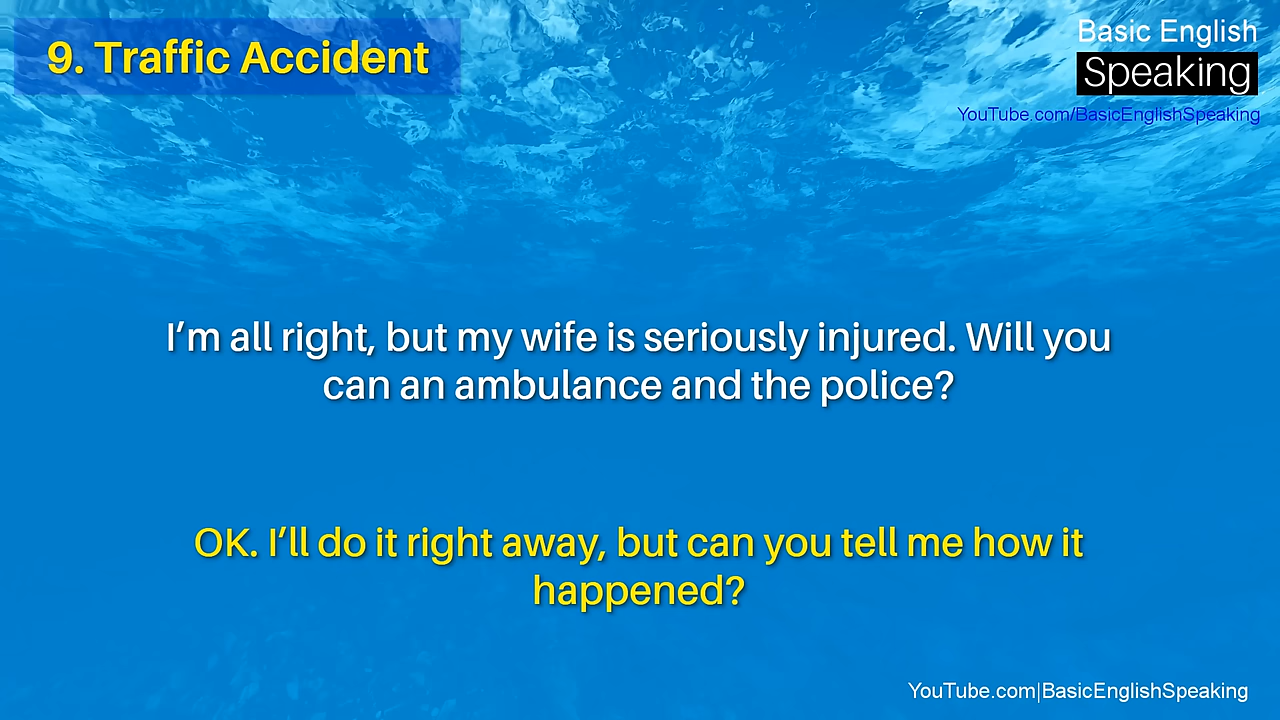 9. Traffic Accident
Basic English
Speaking
YouTube.com/BasicEnglishSpeaking
I’m all right, but my wife is seriously injured. Will you
can an ambulance and the police?
OK. I’ll do it right away, but can you tell me how it
happened?
YouTube.com|BasicEnglishSpeaking